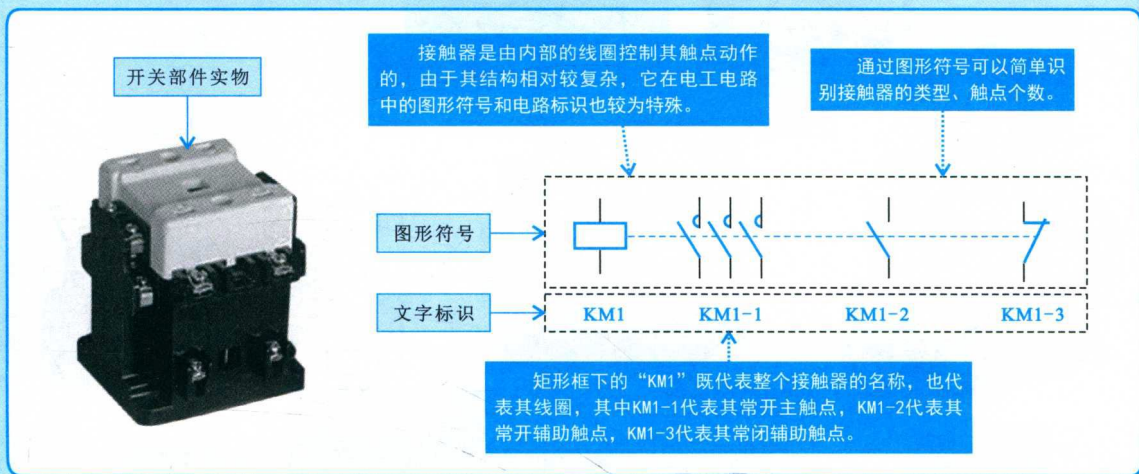 开关部件实物
接触器是由内部的线圈控制其触点动作
的，由于其结构相对较复杂，它在电工电路
中的图形符号和电路标识也较为特殊。
通过图形符号可以简单识
别接触器的类型、触点个数。
图形符号
文字标识
KM1 KM1-1 KM1-2 KM1-3
矩形框下的“KM1”既代表整个接触器的名称，也代
表其线圈，其中KM1-1代表其常开主触点，KM1-2代表其
常开辅助触点，KM1-3代表其常闭辅助触点。